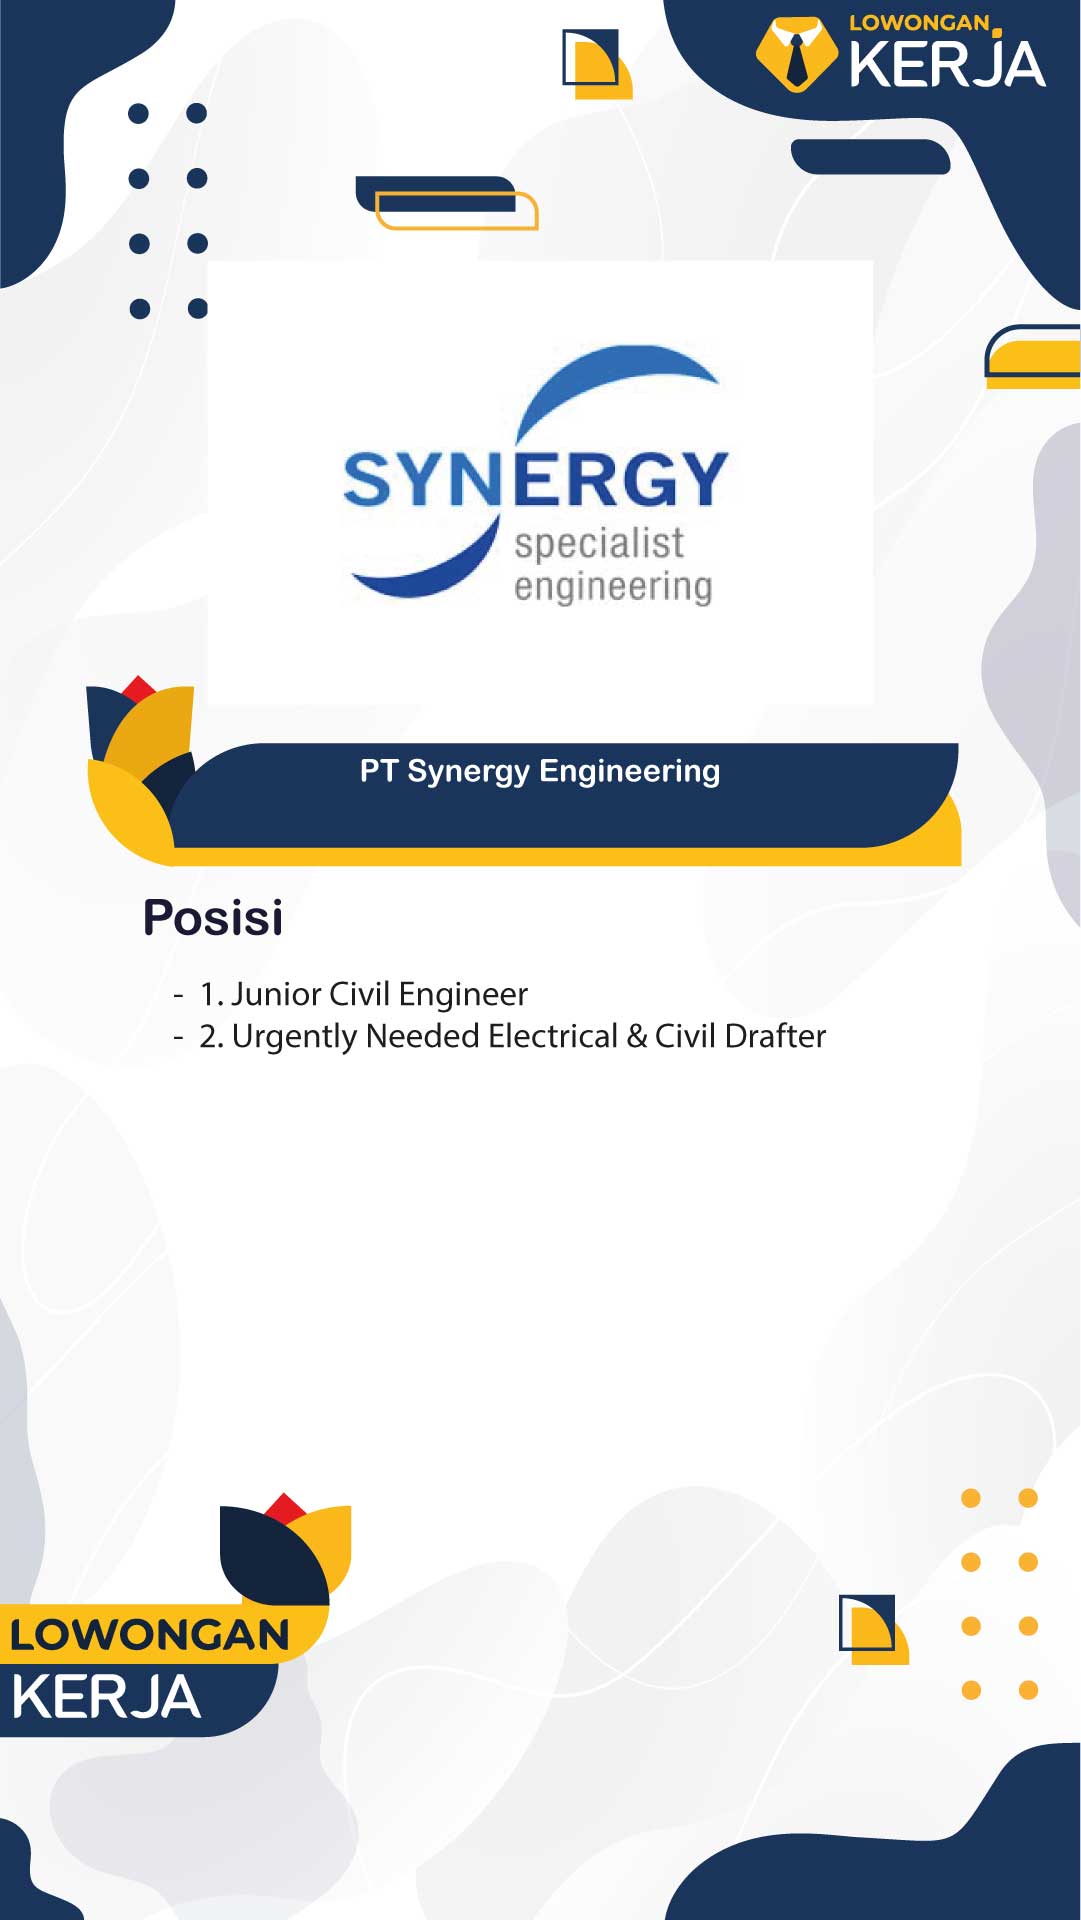 LOWONGAN
KERJA
SYNERGY
specialist
engineering
PT Synergy Engineering
Posisi
- 1. Junior Civil Engineer
- 2. Urgently Needed Electrical & Civil Drafter
LOWONGAN
KERJA